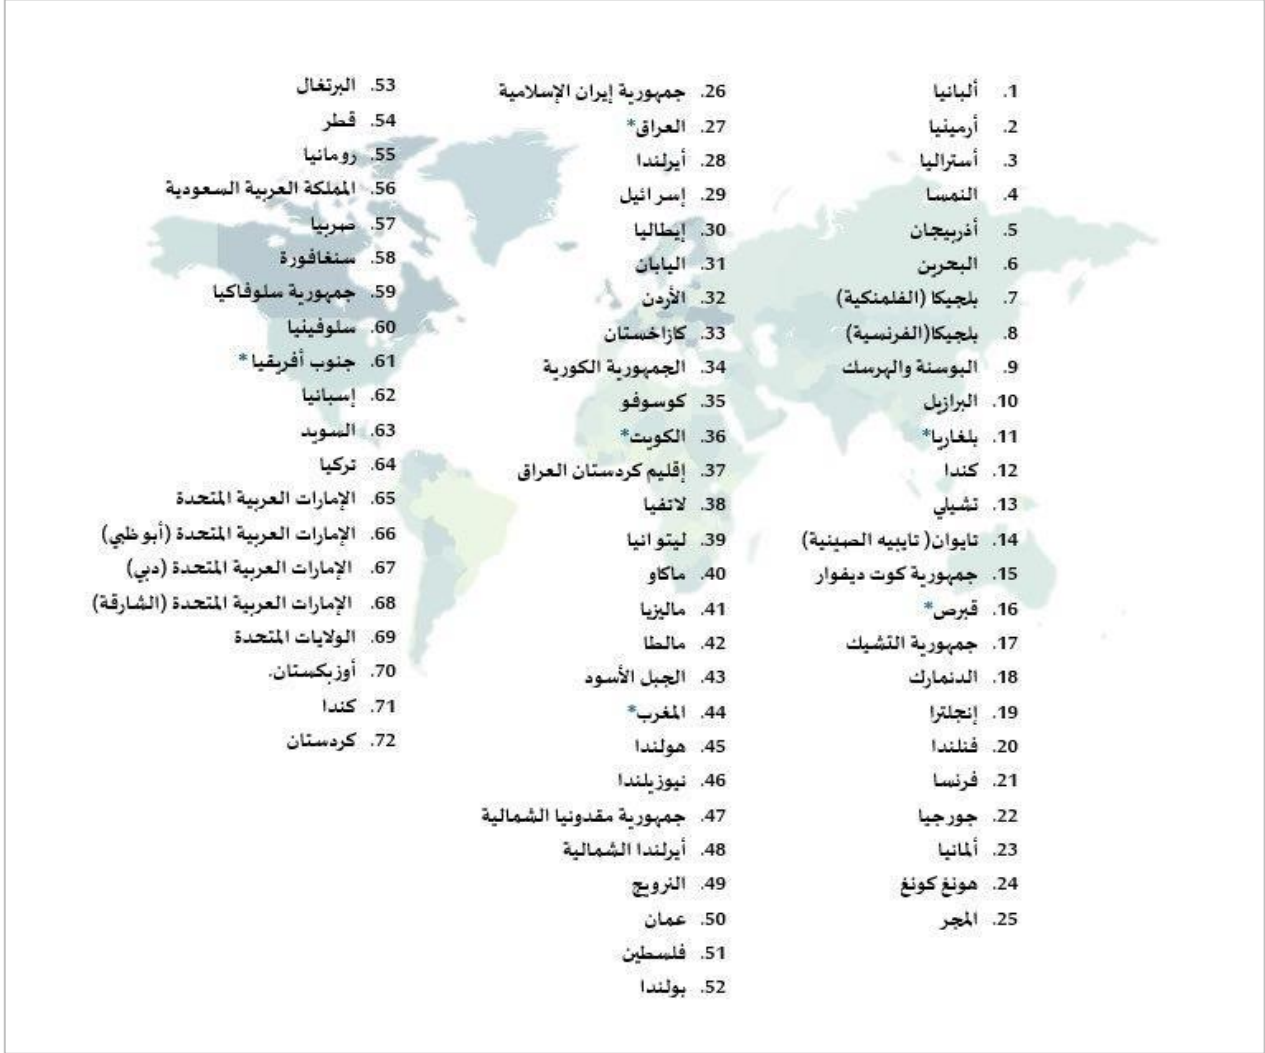 1. ألبانيا
2. أرمينيا
3. أستراليا
4. النمسا
5. أذربيجان
6. البحرين
7. بلجيكا (الفلمنكية)
8. بلجيكا(الفرنسية)
9. البوسنة والهرسك
10. البرازيل
11. بلغاريا*
12. كندا
13. تشيلي
14. تايوان( تايبيه الصينية)
15. جمهورية كوت ديفوار
16. قبرص*
17. جمهورية التشيك
18. الدنمارك
19. إنجلترا
20. فنلندا
21. فرنسا
22. جورجيا
23. ألمانيا
24. هونغ كونغ
25. المجر
26. جمهورية إيران الإسلامية
27. العراق*
28. أيرلندا
29. إسرائيل
30. إيطاليا
31. اليابان
32. الأردن
33. كازاخستان
34. الجمهورية الكورية
35. كوسوفو
36. الكويت*
37. إقليم كردستان العراق
38. لاتفيا
39. ليتوانيا
40. ماكاو
41. ماليزيا
42. مالطا
43. الجبل الأسود
44. المغرب*
45. هولندا
46. نيوزيلندا
47. جمهورية مقدونيا الشمالية
48. أيرلندا الشمالية
49. النرويج
50. عمان
51. فلسطين
52. بولندا
53. البرتغال
54. قطر
55. رومانيا
56. المملكة العربية السعودية
57. صربيا
58. سنغافورة
59. جمهورية سلوفاكيا
60. سلوفينيا
61. جنوب أفريقيا*
62. إسبانيا
63. السويد
64. تركيا
65. الإمارات العربية المتحدة
66. الإمارات العربية المتحدة (أبوظبي)
67. الإمارات العربية المتحدة (دبي)
68. الإمارات العربية المتحدة (الشارقة)
69. الولايات المتحدة
70. أوزبكستان.
71. كندا
72. كردستان